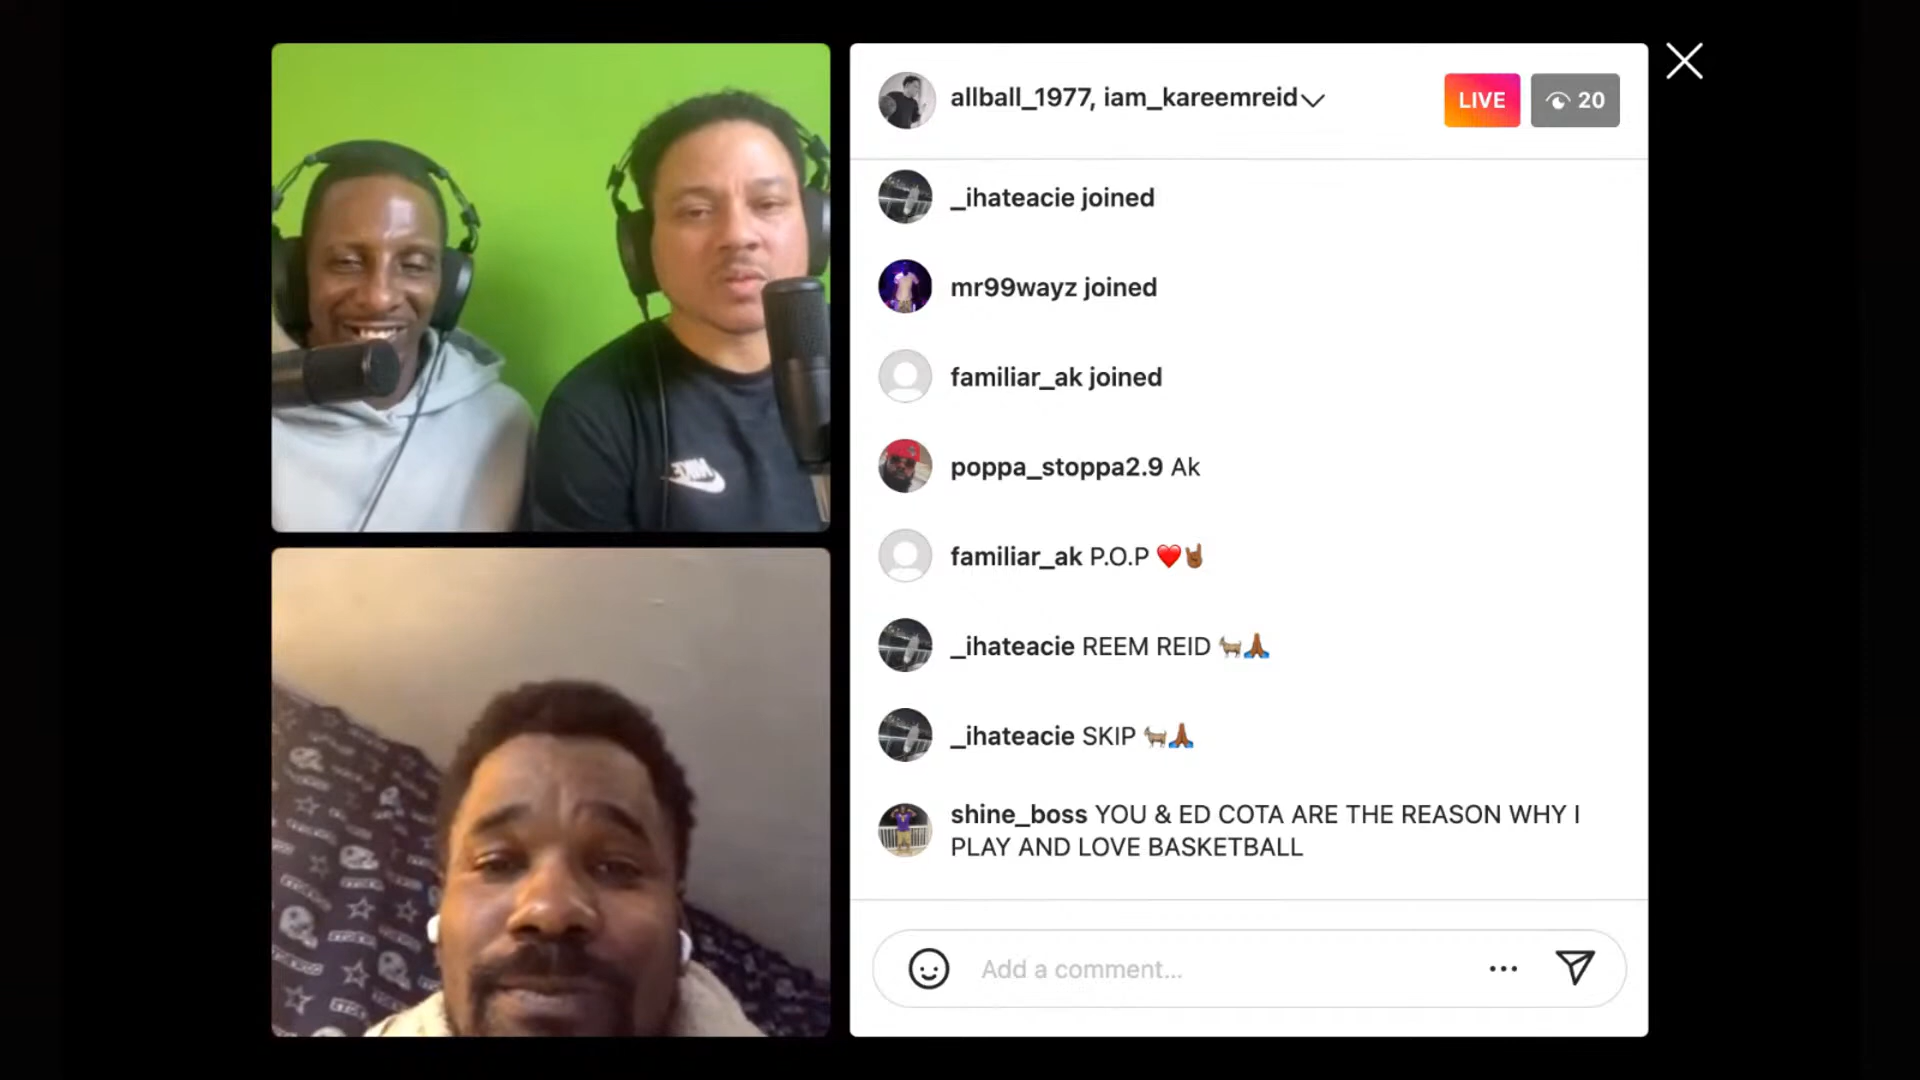 allball_1977, iam_kareemreid
LIVE
20
_ihateacie joined
mr99wayz joined
familiar_ak joined
poppa_stoppa2.9 Ak
familiar_ak P.O.P ❤️🤘🏾
_ihateacie REEM REID 🐐🙏🏾
_ihateacie SKIP 🐐🙏🏾
shine_boss YOU & ED COTA ARE THE REASON WHY I
PLAY AND LOVE BASKETBALL
Add a comment...
NIKE